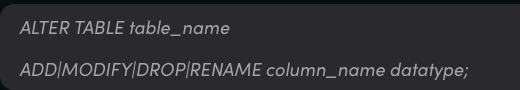 ALTER TABLE table_name
ADD|MODIFY|DROP|RENAME column_name datatype;